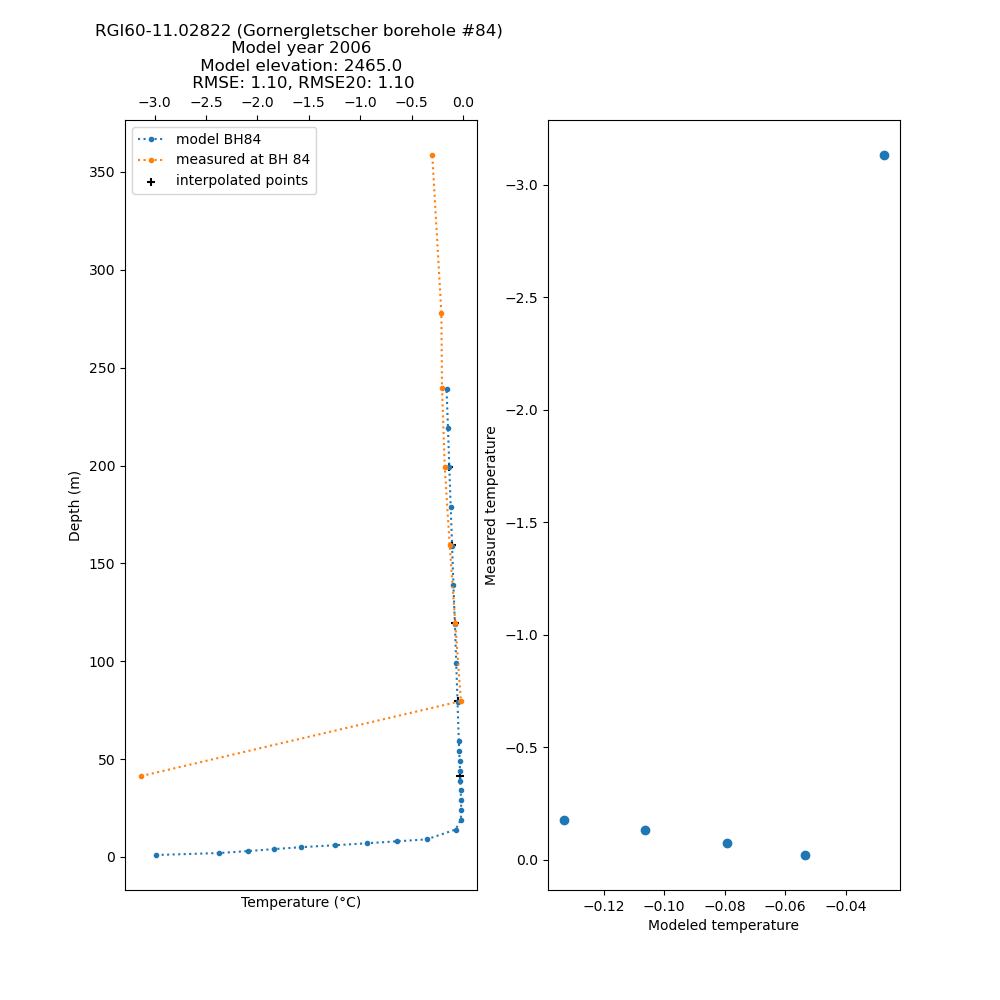 RGI60-11.02822 (Gornergletscher borehole #84)
Model year 2006
Model elevation: 2465.0
RMSE: 1.10, RMSE20: 1.10
−3.0 −2.5 −2.0 −1.5 −1.0 −0.5 0.0
model BH84
measured at BH 84
interpolated points
350
300
250
200
150
100
50
0
Depth (m)
Temperature (°C)
−3.0
−2.5
−2.0
−1.5
−1.0
−0.5
0.0
Measured temperature
−0.12 −0.10 −0.08 −0.06 −0.04
Modeled temperature